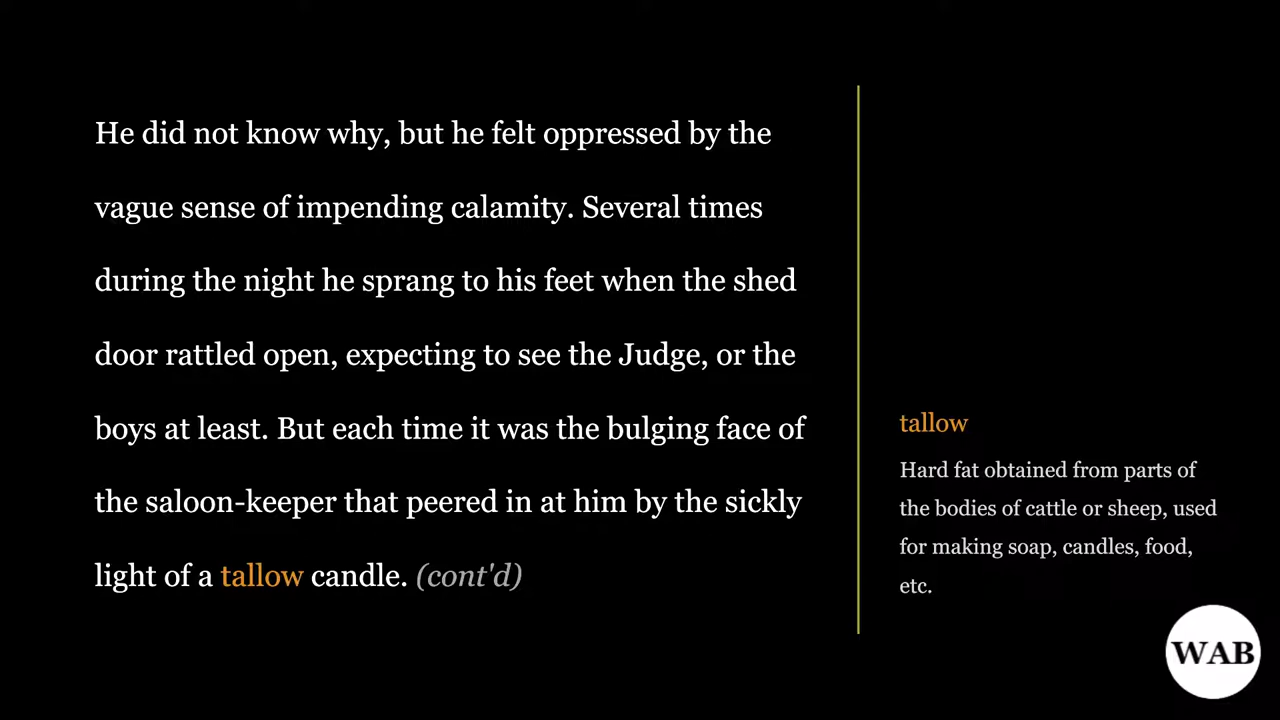 He did not know why, but he felt oppressed by the
vague sense of impending calamity. Several times
during the night he sprang to his feet when the shed
door rattled open, expecting to see the Judge, or the
boys at least. But each time it was the bulging face of
the saloon-keeper that peered in at him by the sickly
light of a tallow candle. (cont'd)
tallow
Hard fat obtained from parts of
the bodies of cattle or sheep, used
for making soap, candles, food,
etc.
WAB